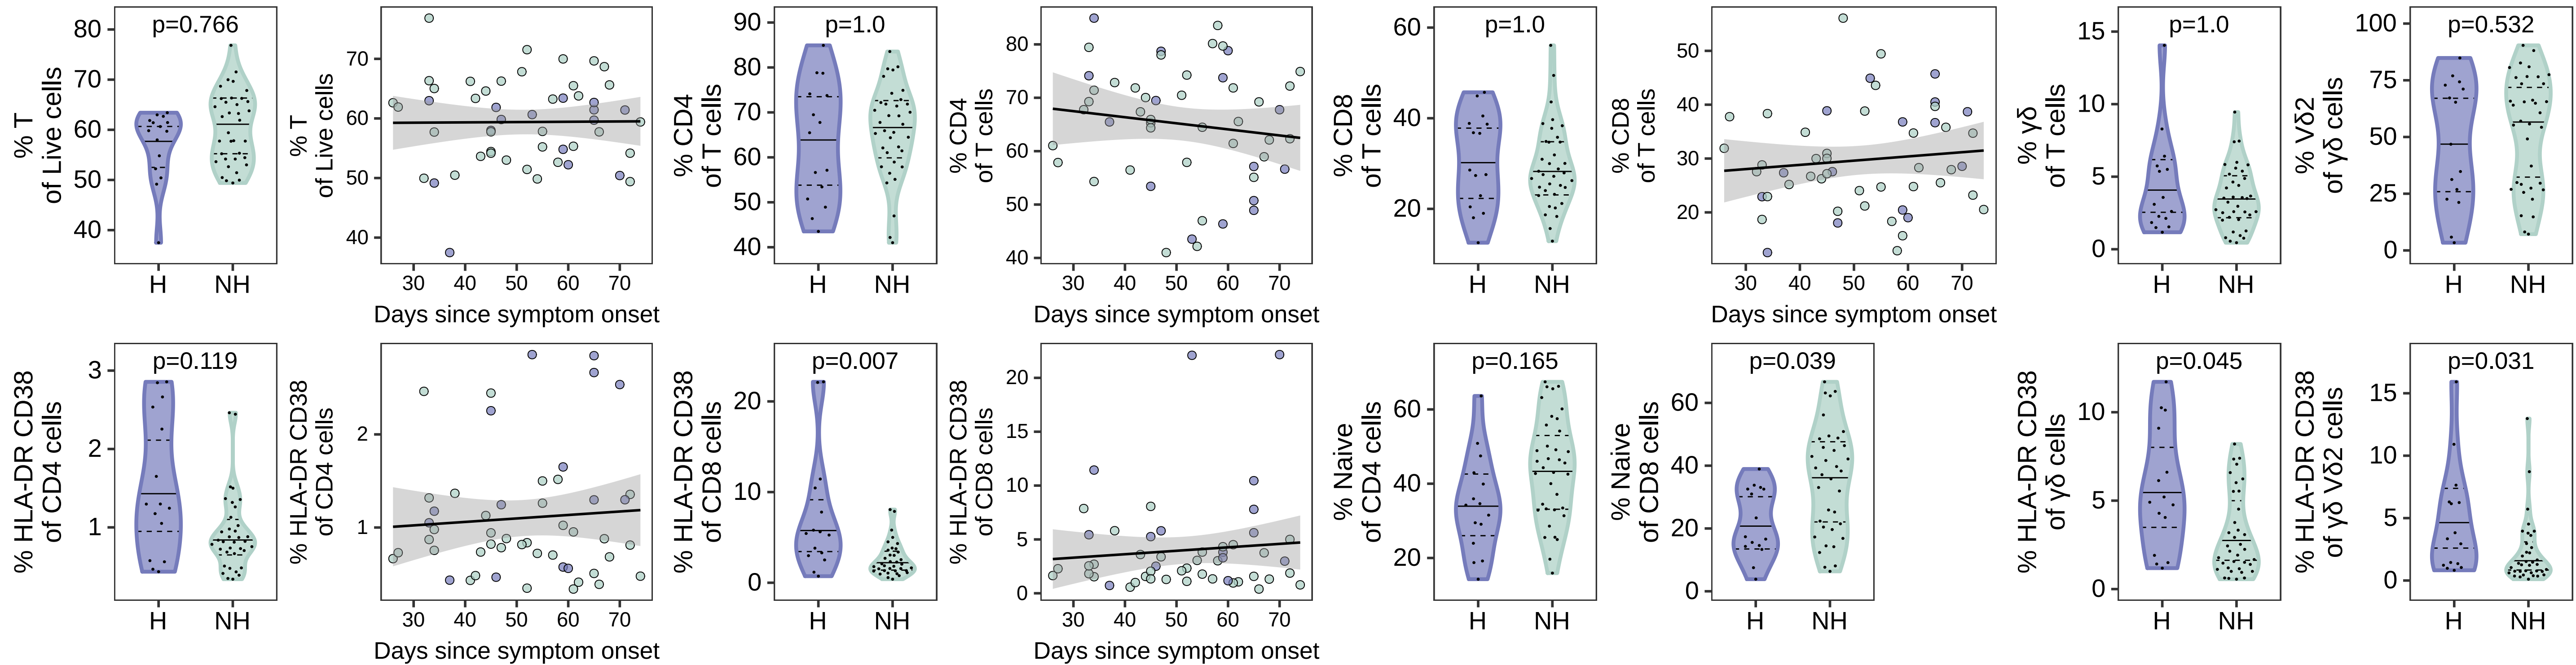 p=0.766
80
70
60
50
40
% T
of Live cells
H NH
70
60
50
40
% T
of Live cells
30 40 50 60 70
Days since symptom onset
p=1.0
90
80
70
60
50
40
% CD4
of T cells
H NH
80
70
60
50
40
% CD4
of T cells
30 40 50 60 70
Days since symptom onset
p=1.0
60
40
20
% CD8
of T cells
H NH
50
40
30
20
% CD8
of T cells
30 40 50 60 70
Days since symptom onset
p=1.0
15
10
5
0
% γδ
of T cells
H NH
p=0.532
100
75
50
25
0
% Vδ2
of γδ cells
H NH
p=0.119
3
2
1
% HLA-DR CD38
of CD4 cells
H NH
2
1
% HLA-DR CD38
of CD4 cells
30 40 50 60 70
Days since symptom onset
p=0.007
20
10
0
% HLA-DR CD38
of CD8 cells
H NH
20
15
10
5
0
% HLA-DR CD38
of CD8 cells
30 40 50 60 70
Days since symptom onset
p=0.165
60
40
20
% Naive
of CD4 cells
H NH
p=0.039
60
40
20
0
% Naive
of CD8 cells
H NH
p=0.045
10
5
0
% HLA-DR CD38
of γδ cells
H NH
p=0.031
15
10
5
0
% HLA-DR CD38
of γδ Vδ2 cells
H NH